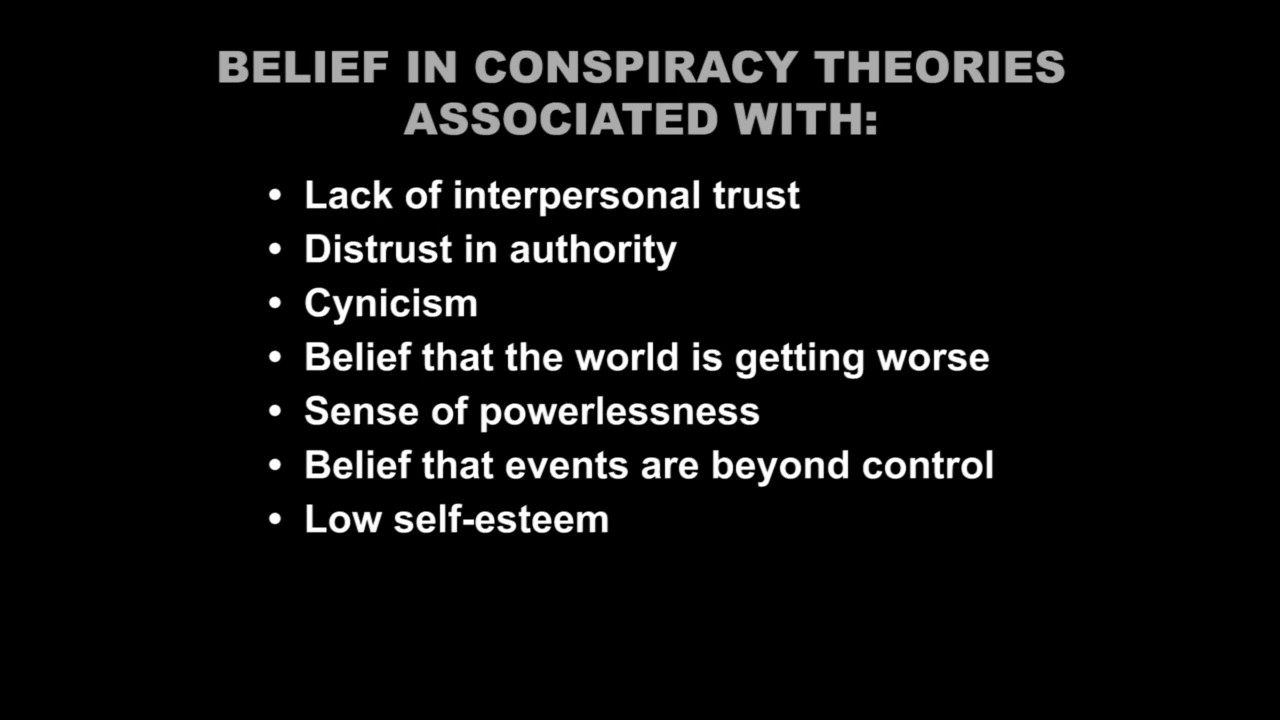 BELIEF IN CONSPIRACY THEORIES
ASSOCIATED WITH:
• Lack of interpersonal trust
• Distrust in authority
• Cynicism
• Belief that the world is getting worse
• Sense of powerlessness
• Belief that events are beyond control
• Low self-esteem